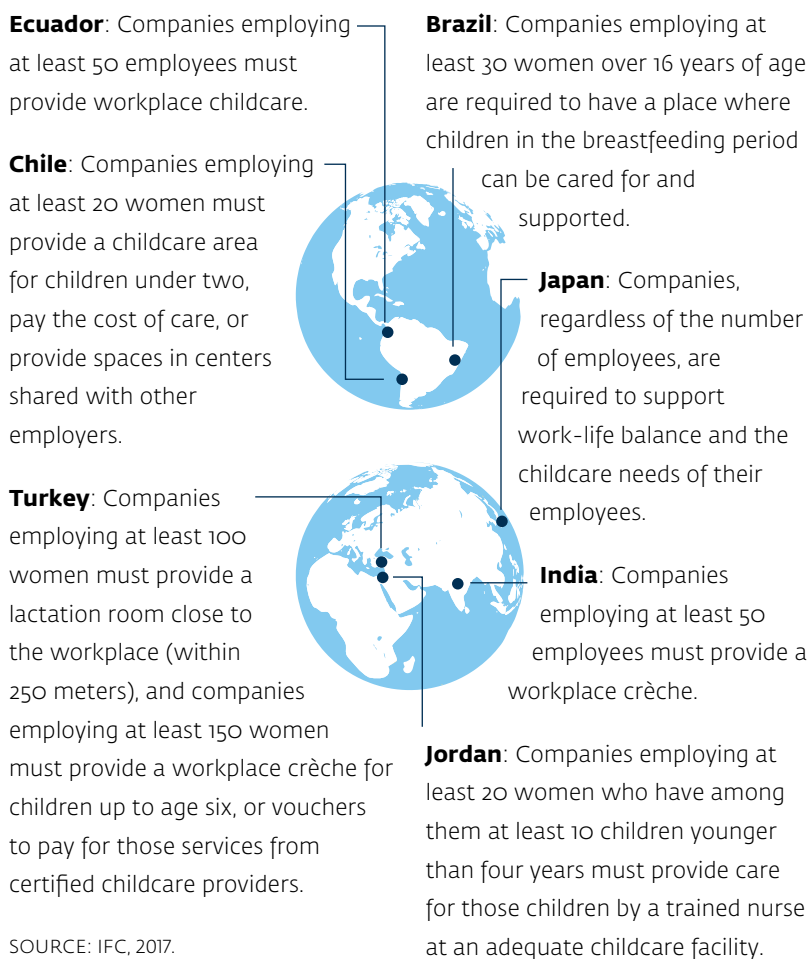 Ecuador: Companies employing
at least 50 employees must
provide workplace childcare.
Chile: Companies employing
at least 20 women must
provide a childcare area
for children under two,
pay the cost of care, or
provide spaces in centers
shared with other
employers.
Turkey: Companies
employing at least 100
women must provide a
lactation room close to
the workplace (within
250 meters), and companies
employing at least 150 women
must provide a workplace crèche for
children up to age six, or vouchers
to pay for those services from
certified childcare providers.
SOURCE: IFC, 2017.
Brazil: Companies employing at
least 30 women over 16 years of age
are required to have a place where
children in the breastfeeding period
can be cared for and
supported.
Japan: Companies,
regardless of the number
of employees, are
required to support
work-life balance and the
childcare needs of their
employees.
India: Companies
employing at least 50
employees must provide a
workplace crèche.
Jordan: Companies employing at
least 20 women who have among
them at least 10 children younger
than four years must provide care
for those children by a trained nurse
at an adequate childcare facility.